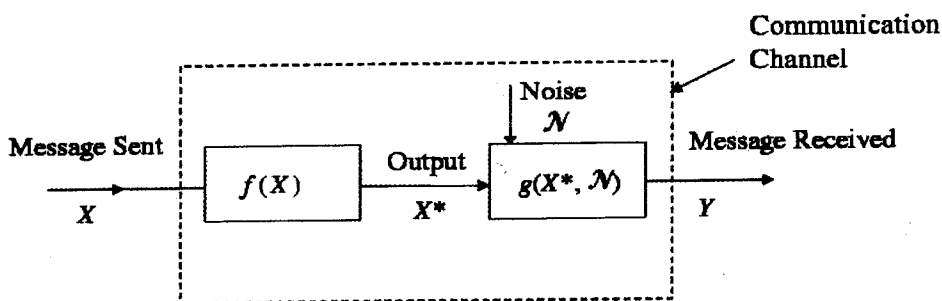 Communication
Channel
Noise
𝒩
Message Sent
Message Received
Output
f(X)
g(X*, 𝒩)
X
X*
Y